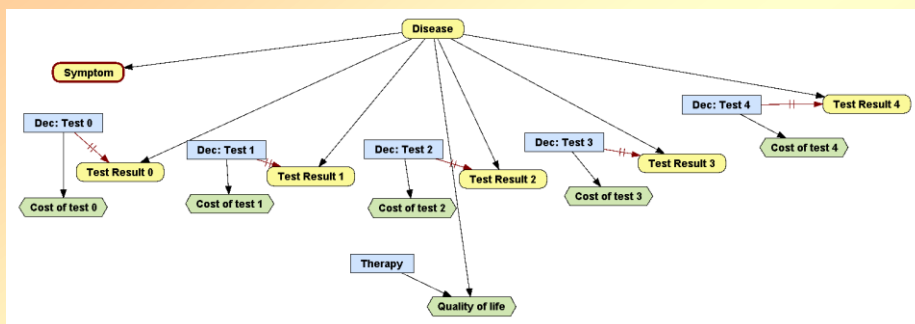 Disease
Symptom
Test Result 4
Dec: Test 4
Dec: Test 0
Dec: Test 1
Dec: Test 2
Dec: Test 3
Cost of test 4
Test Result 0
Test Result 1
Test Result 2
Test Result 3
Cost of test 0
Cost of test 1
Cost of test 2
Cost of test 3
Therapy
Quality of life